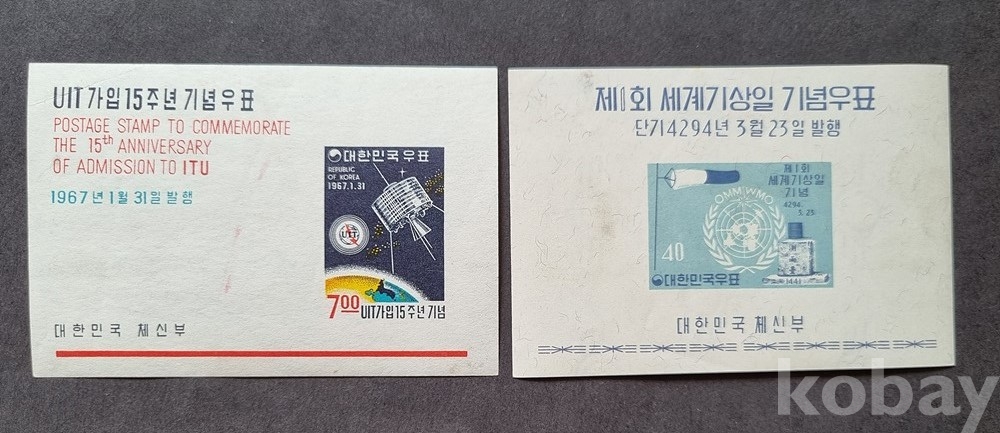 UIT가입15주년기념우표
POSTAGE STAMP TO COMMEMORATE
THE 15th ANNIVERSARY
OF ADMISSION TO ITU
1967년1월31일발행
대한민국우표
REPUBLIC
OF KOREA
1967.1.31
UIT
7.00
UIT가입15주년기념
대한민국 체신부
제1회 세계기상일 기념우표
단기4294년 3월 23일 발행
제1회
세계기상일
기념
4294.
3. 23.
OMM WMO
40
測雨臺
1441
대한민국우표
대한민국 체신부
kobay